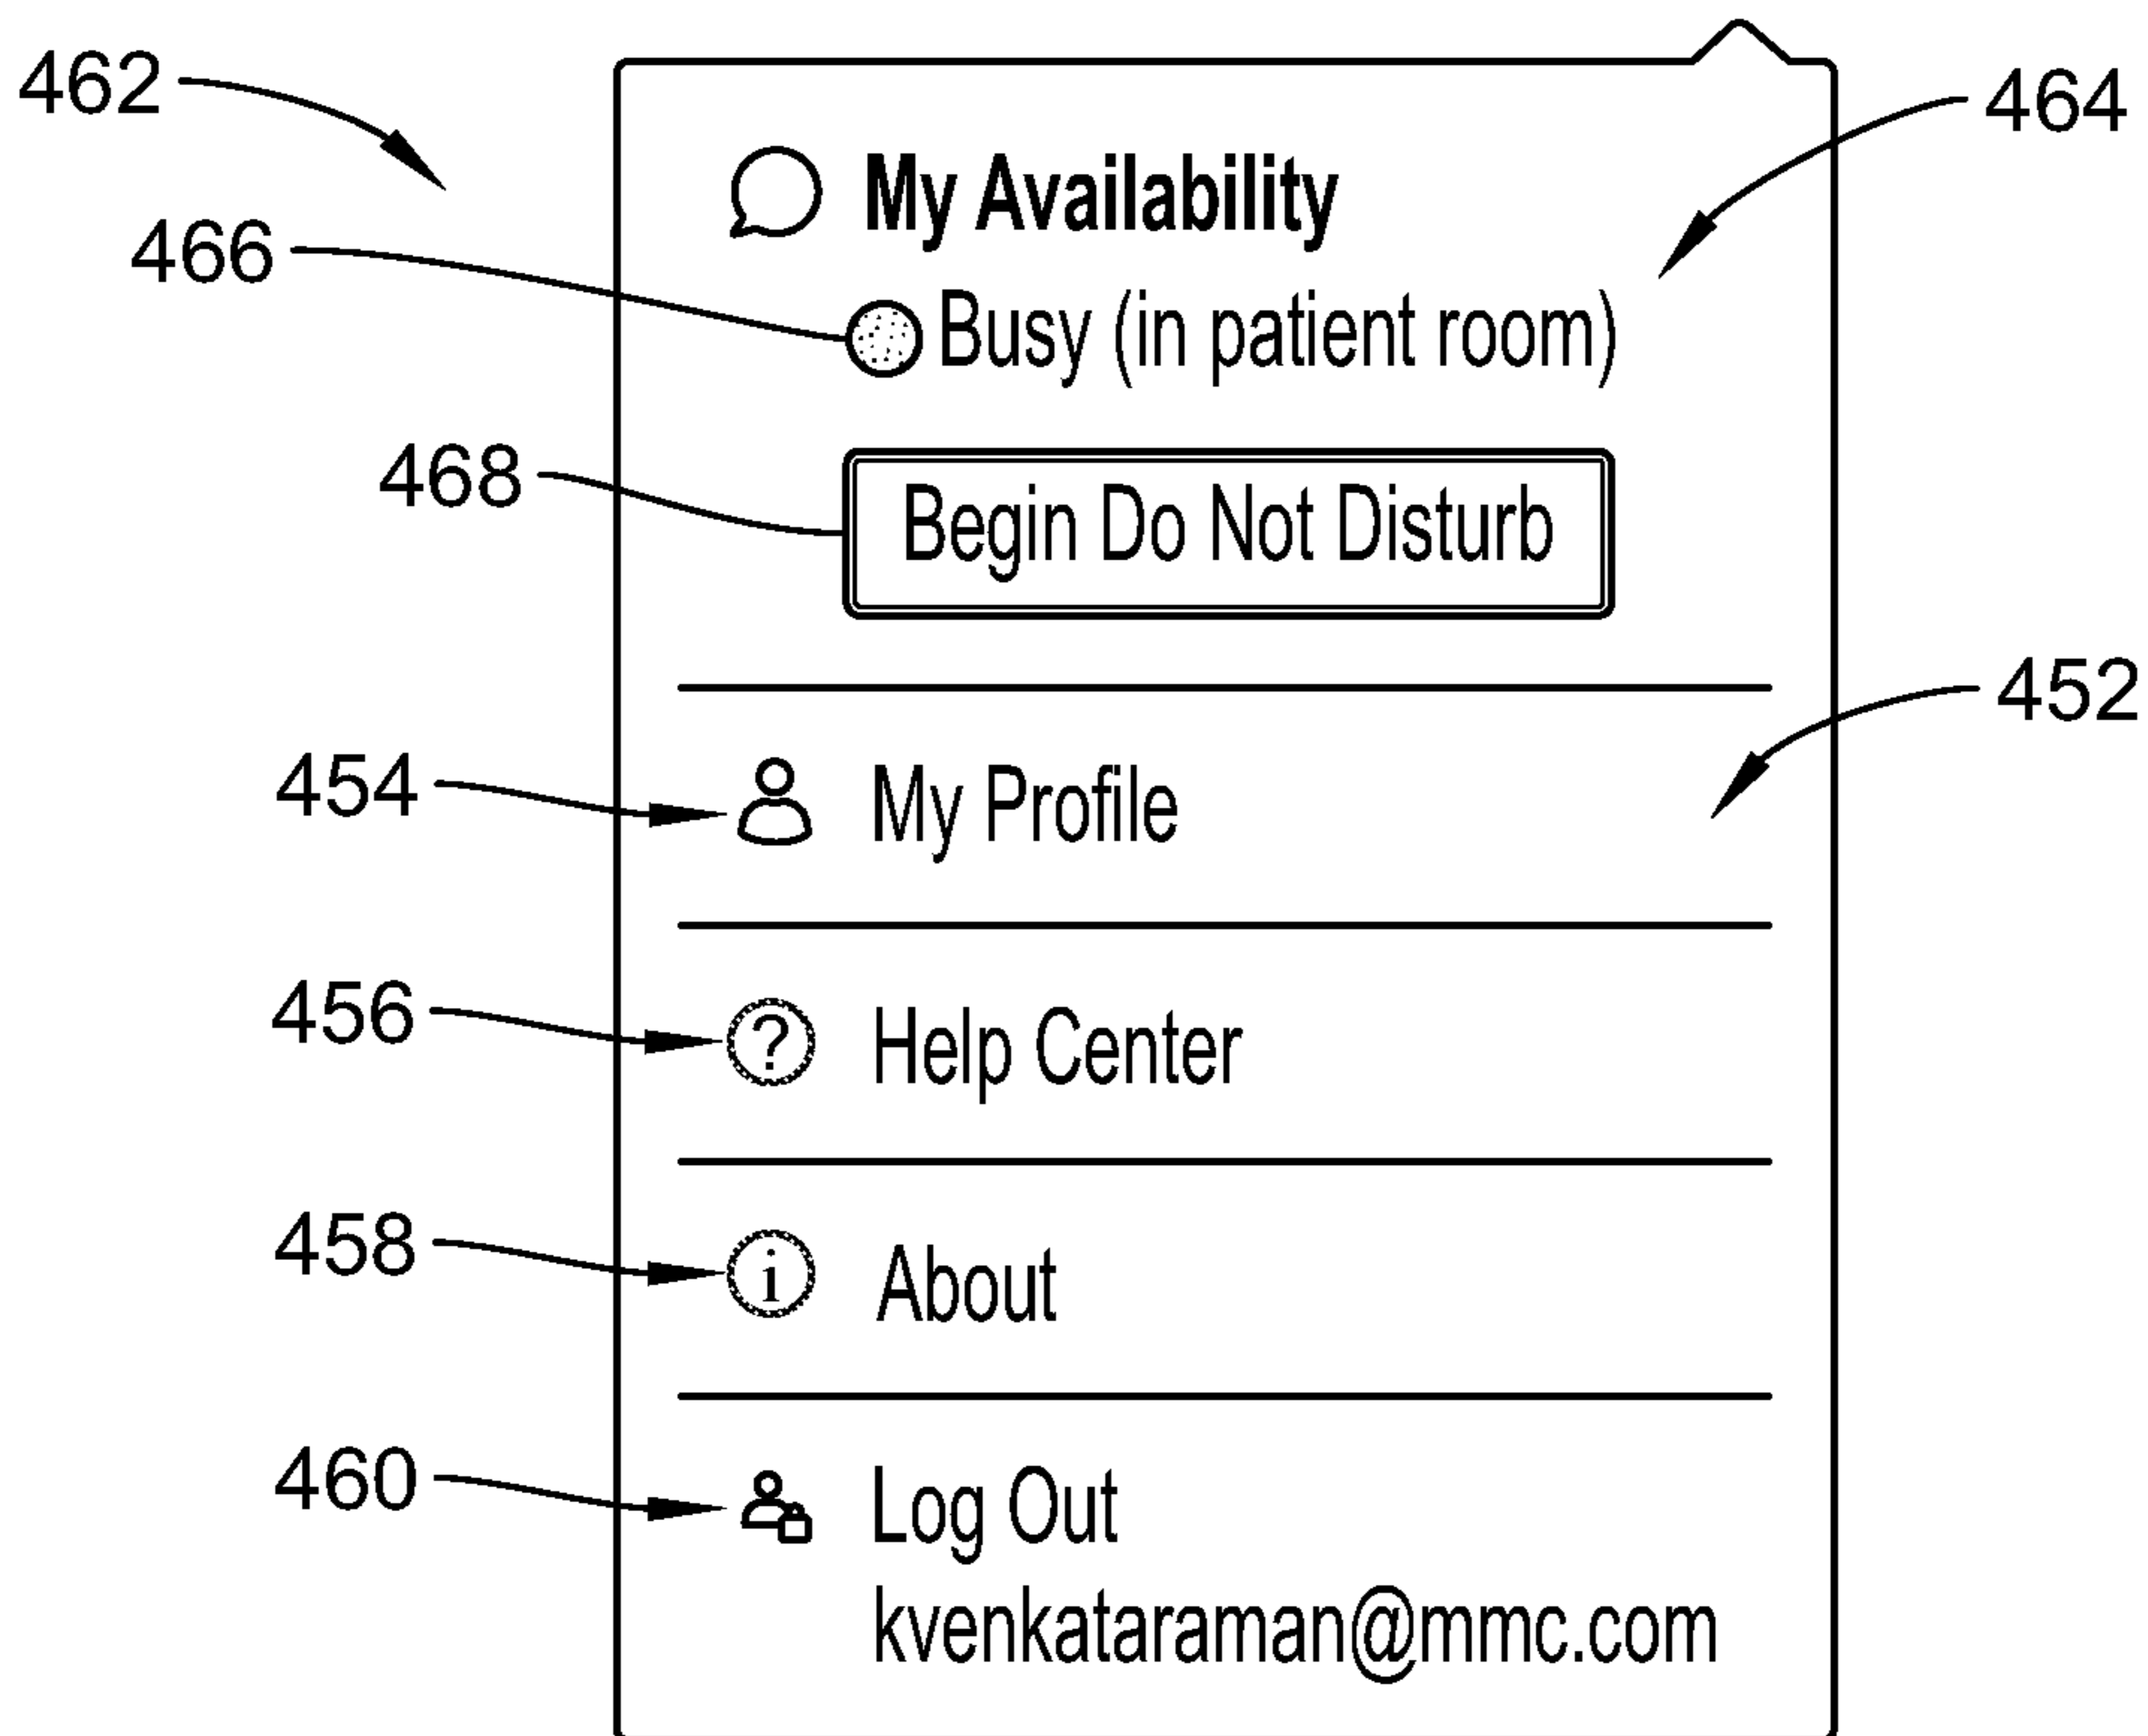 462
464
My Availability
466
Busy (in patient room)
468
Begin Do Not Disturb
452
454
My Profile
456
? Help Center
458
i About
460
Log Out
kvenkataraman@mmc.com